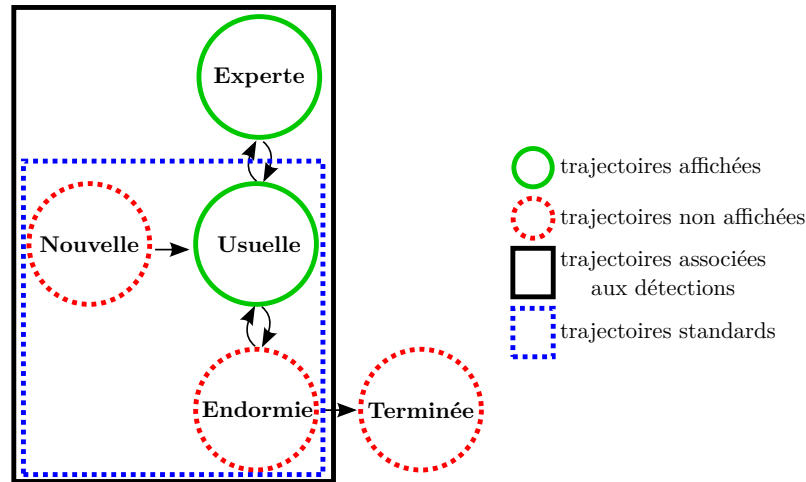 Experte
Nouvelle
Usuelle
Endormie
Terminée
trajectoires affichées
trajectoires non affichées
trajectoires associées
aux détections
trajectoires standards